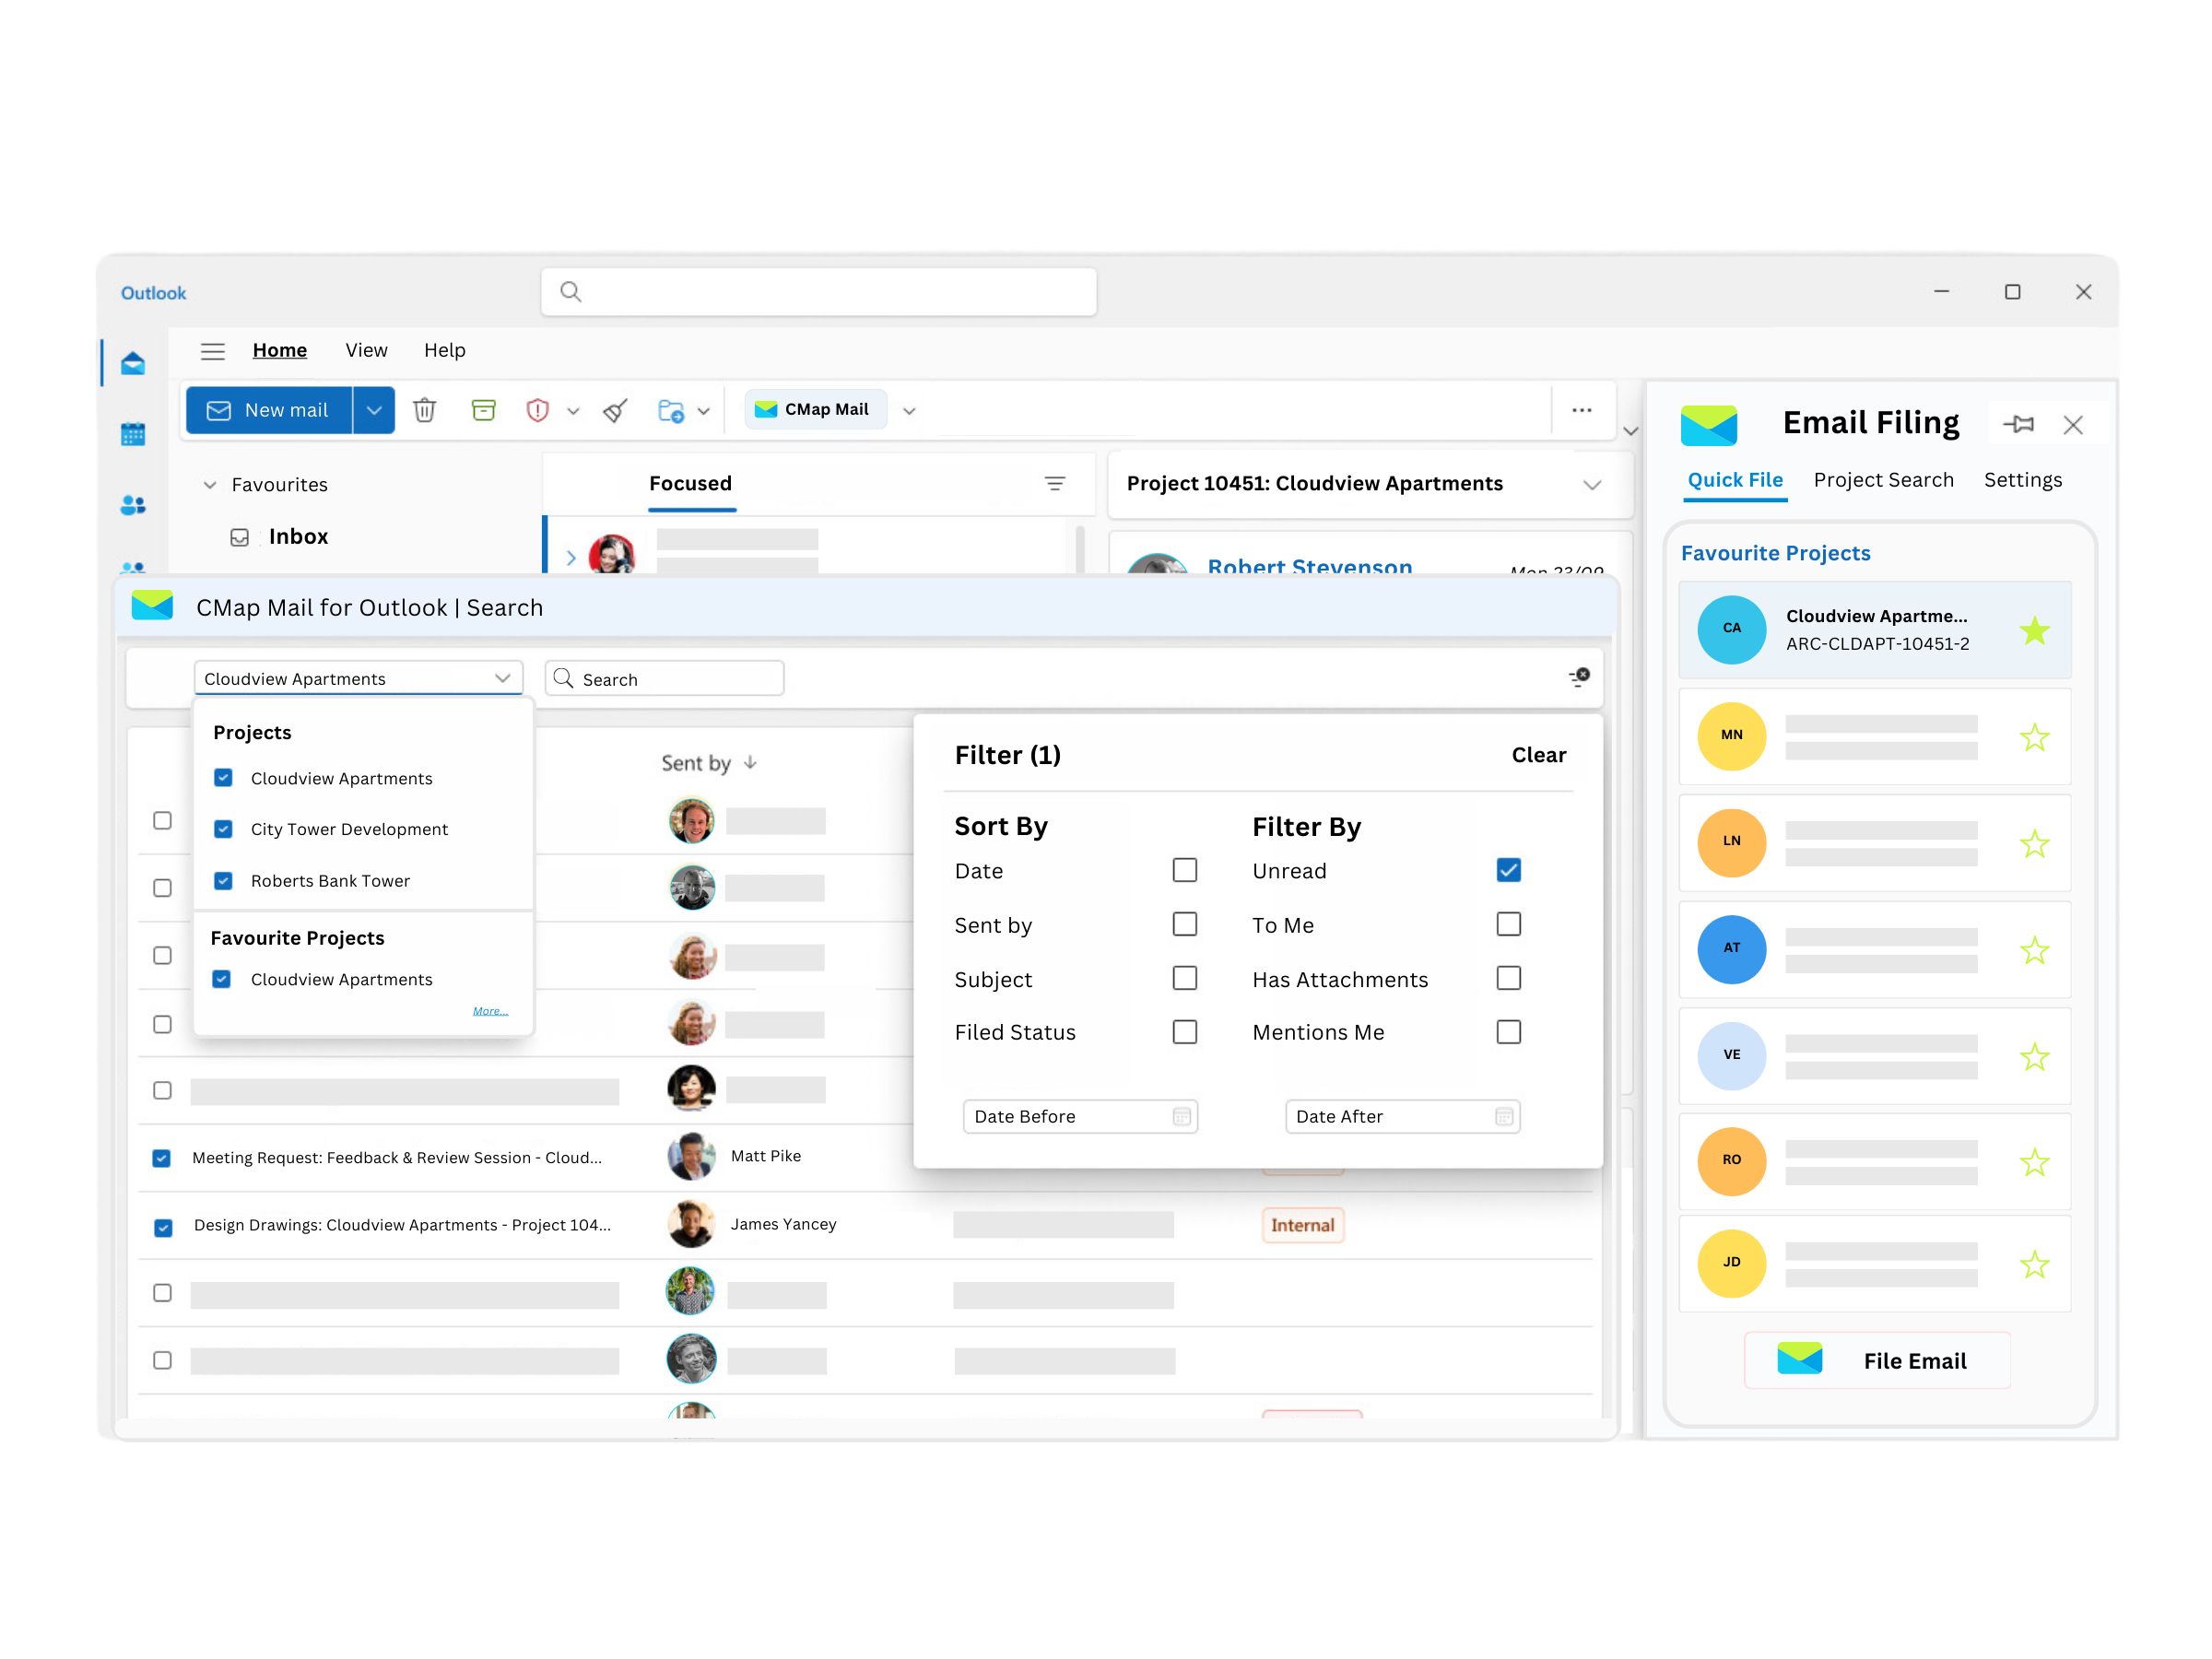 Outlook
Home View Help
New mail
CMap Mail
Favourites
Inbox
Focused
Project 10451: Cloudview Apartments
Robert Stevenson
Mon 23/09
CMap Mail for Outlook | Search
Cloudview Apartments
Search
Projects
Cloudview Apartments
City Tower Development
Roberts Bank Tower
Favourite Projects
Cloudview Apartments
More...
Sent by
Meeting Request: Feedback & Review Session - Cloud...
Matt Pike
Design Drawings: Cloudview Apartments - Project 104...
James Yancey
Internal
Filter (1)
Clear
Sort By
Filter By
Date
Unread
Sent by
To Me
Subject
Has Attachments
Filed Status
Mentions Me
Date Before
Date After
Email Filing
Quick File Project Search Settings
Favourite Projects
CA
Cloudview Apartme...
ARC-CLDAPT-10451-2
MN
LN
AT
VE
RO
JD
File Email